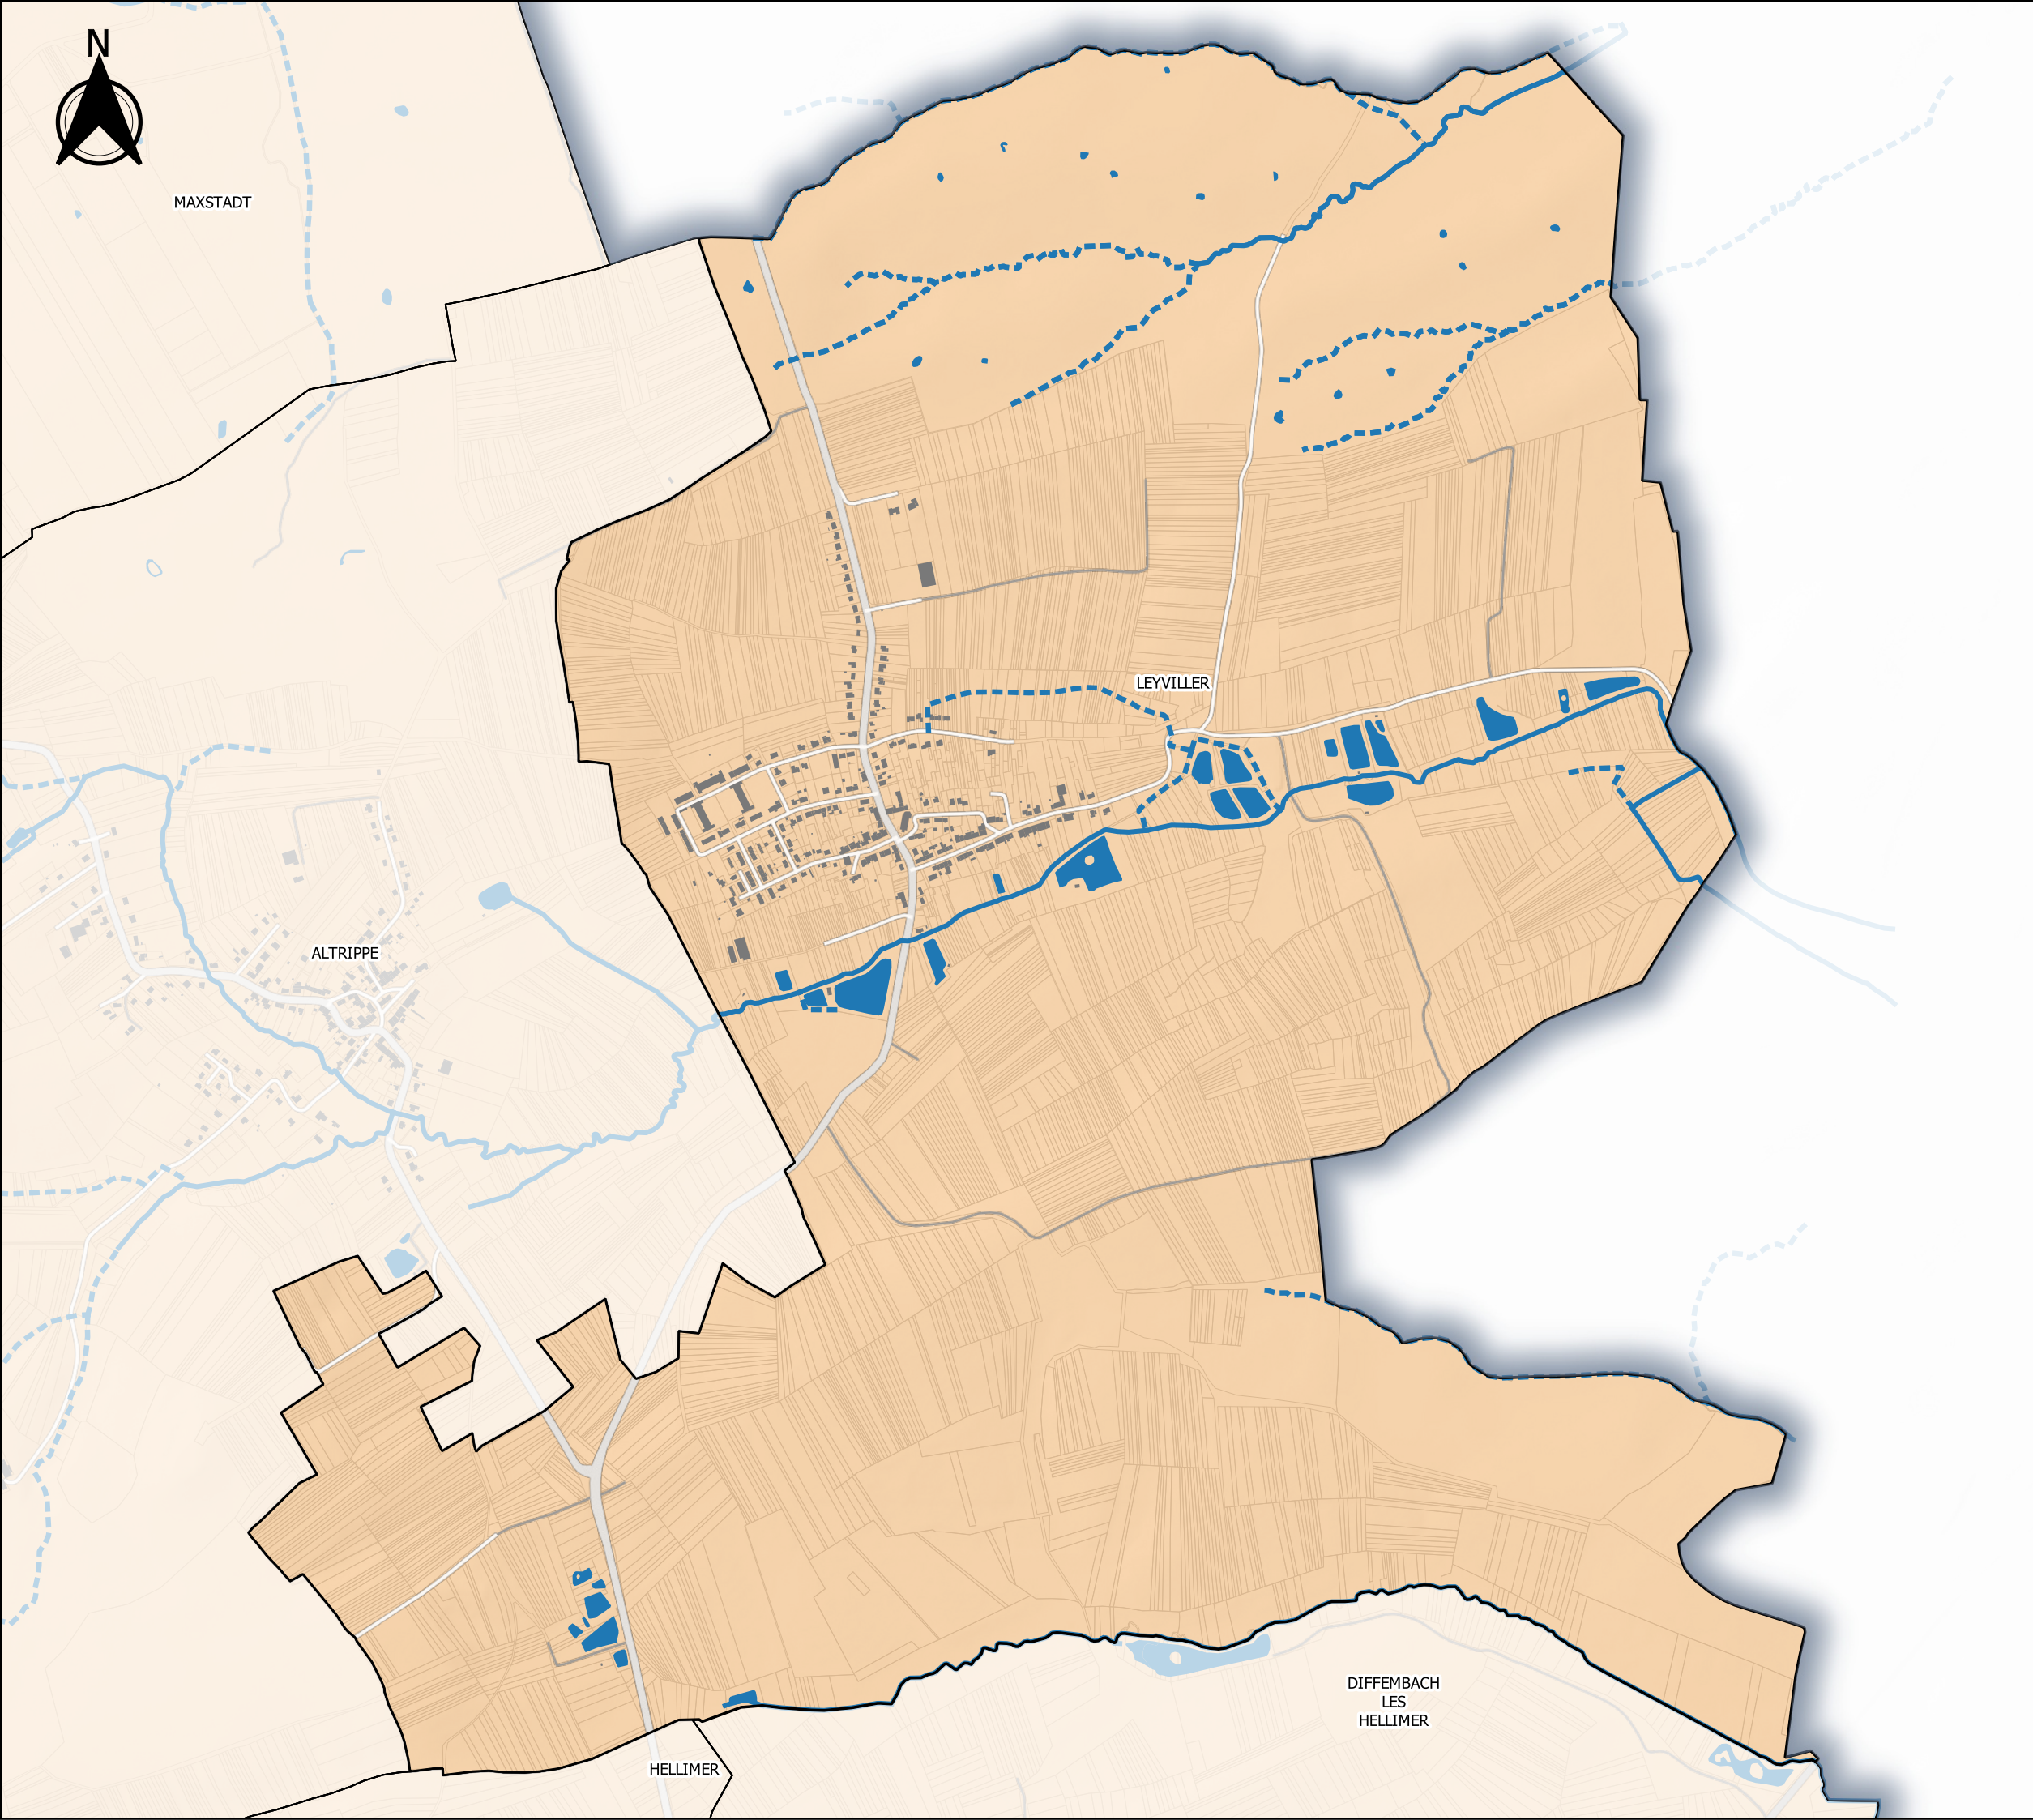 N
MAXSTADT
LEYVILLER
ALTRIPPE
DIFFEMBACH
LES
HELLIMER
HELLIMER